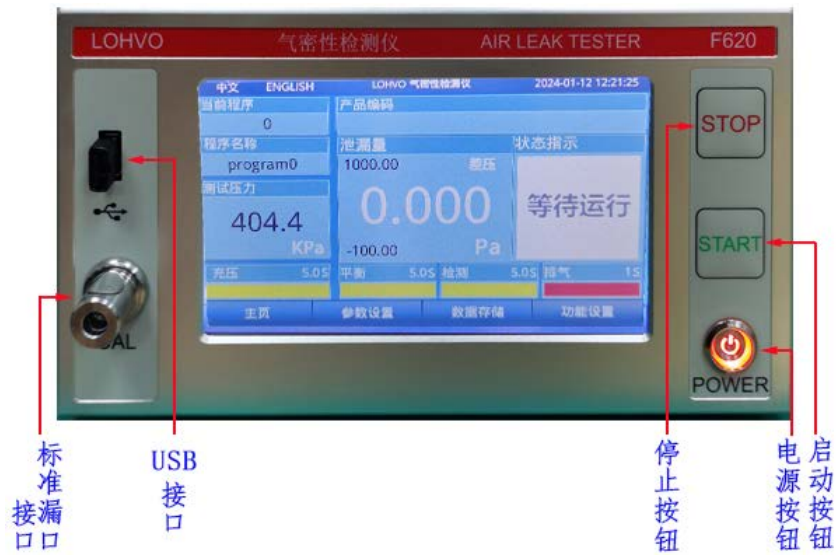 LOHVO 气密性检测仪 AIR LEAK TESTER F620
中文 ENGLISH LOHVO 气密性检测仪 2024-01-12 12:21:25
当前程序 产品编码
0
程序名称 泄漏量 状态指示
program0 1000.00 差压
测试压力
0.000 等待运行
404.4
KPa -100.00 Pa
充压 5.0S 平衡 5.0S 检测 5.0S 排气 1S
主页 参数设置 数据存储 功能设置
STOP
START
POWER
CAL
标准漏口接口
USB
接口
停止按钮
电源按钮
启动按钮